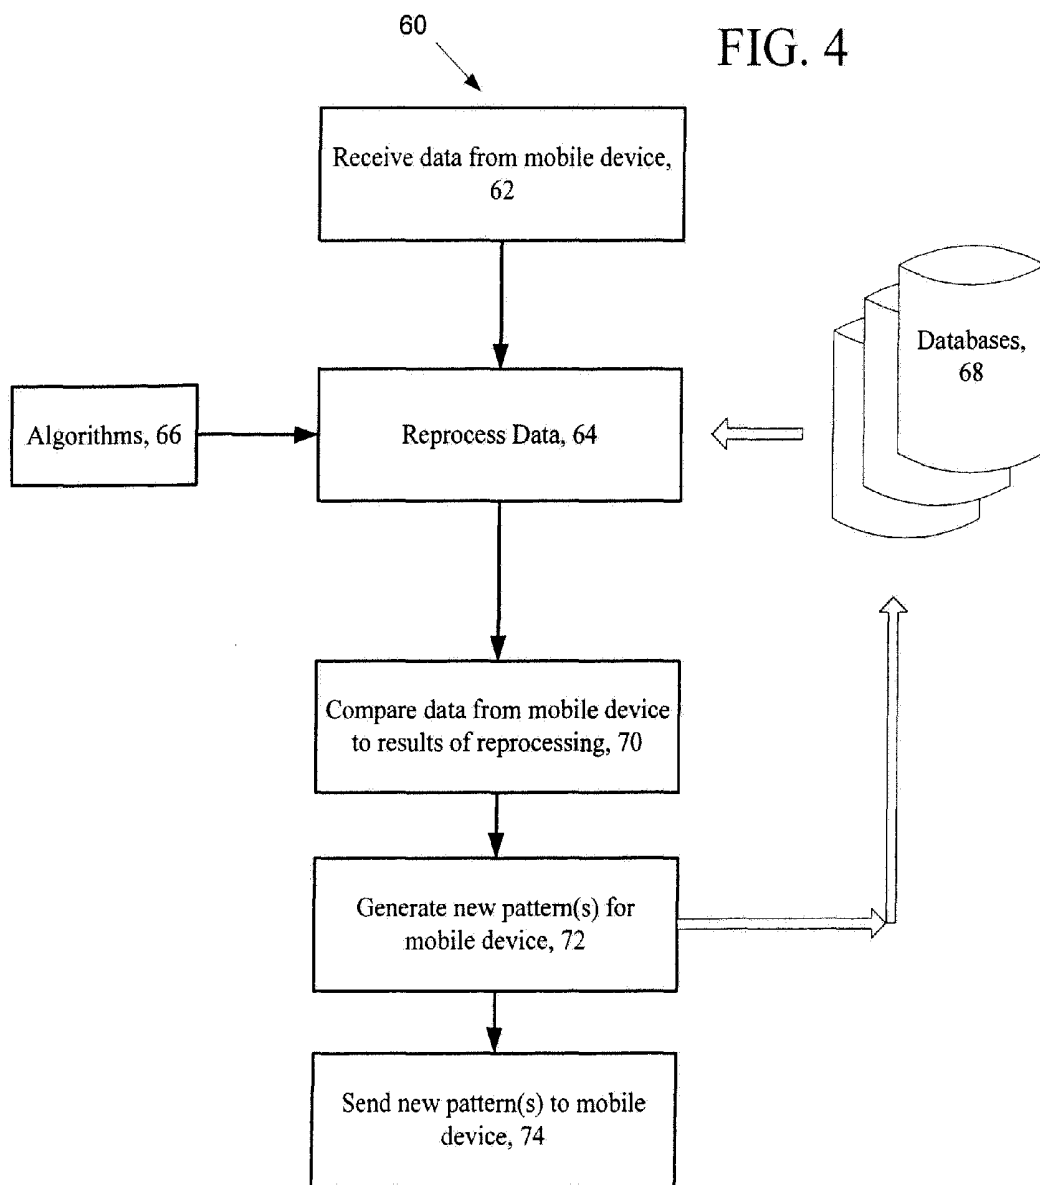 60
FIG. 4
Receive data from mobile device,
62
Databases,
68
Algorithms, 66
Reprocess Data, 64
Compare data from mobile device
to results of reprocessing, 70
Generate new pattern(s) for
mobile device, 72
Send new pattern(s) to mobile
device, 74